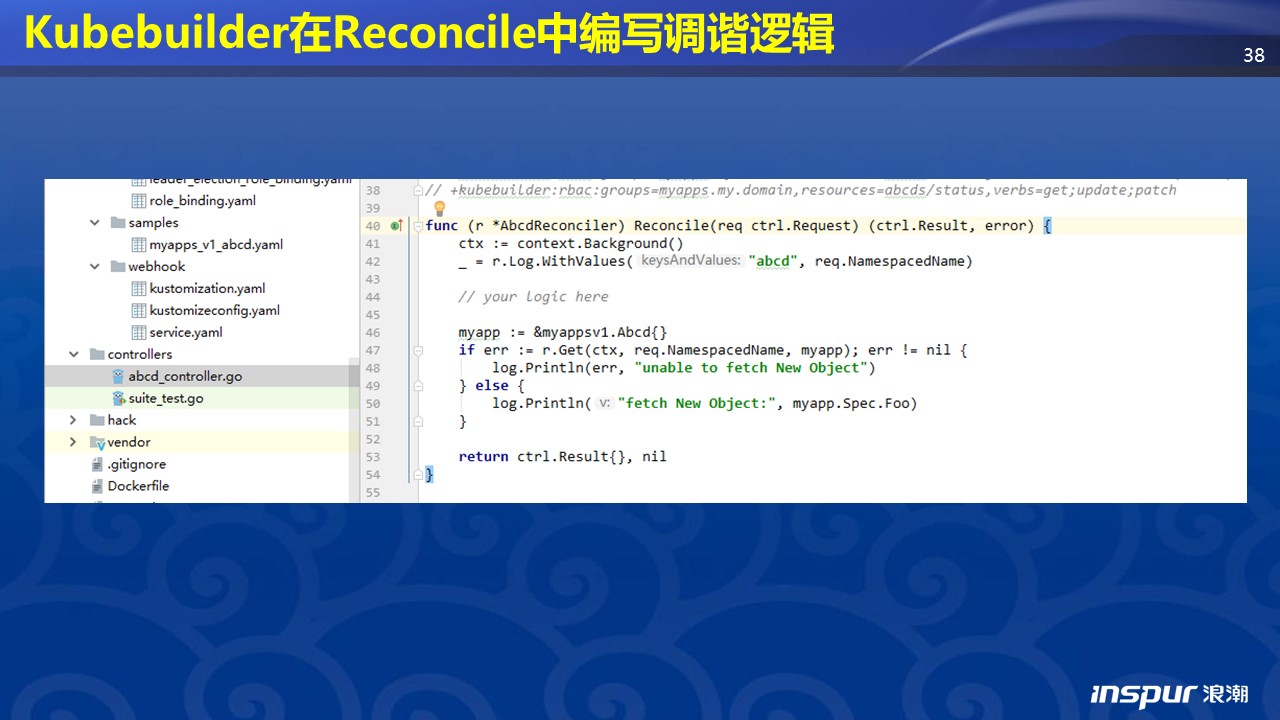 Kubebuilder在Reconcile中编写调谐逻辑
38
leader_election_role_binding.yaml
role_binding.yaml
samples
myapps_v1_abcd.yaml
webhook
kustomization.yaml
kustomizeconfig.yaml
service.yaml
controllers
abcd_controller.go
suite_test.go
hack
vendor
.gitignore
Dockerfile
38 // +kubebuilder:rbac:groups=myapps.my.domain,resources=abcds/status,verbs=get;update;patch
39
40 func (r *AbcdReconciler) Reconcile(req ctrl.Request) (ctrl.Result, error) {
41 ctx := context.Background()
42 _ = r.Log.WithValues( keysAndValues: "abcd", req.NamespacedName)
43
44 // your logic here
45
46 myapp := &myappsv1.Abcd{}
47 if err := r.Get(ctx, req.NamespacedName, myapp); err != nil {
48 log.Println(err, "unable to fetch New Object")
49 } else {
50 log.Println( v: "fetch New Object:", myapp.Spec.Foo)
51 }
52
53 return ctrl.Result{}, nil
54 }
55
inspur 浪潮